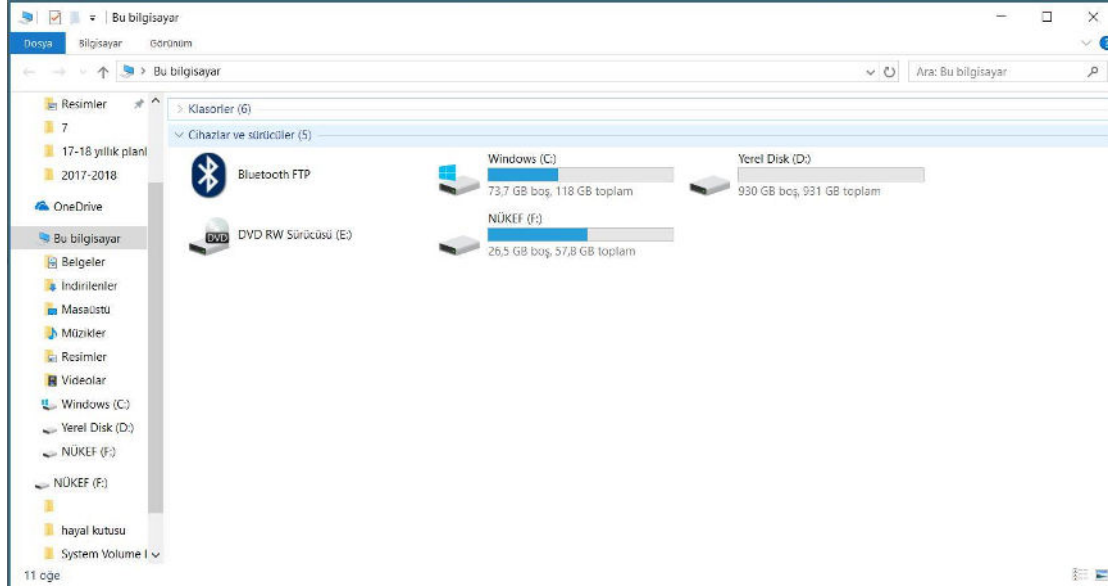 Bu bilgisayar
Dosya Bilgisayar Görünüm
Bu bilgisayar Ara: Bu bilgisayar
Resimler
7
17-18 yıllık planl
2017-2018
OneDrive
Bu bilgisayar
Belgeler
İndirilenler
Masaüstü
Müzikler
Resimler
Videolar
Windows (C:)
Yerel Disk (D:)
NÜKEF (F:)
NÜKEF (F:)
hayal kutusu
System Volume I
Klasörler (6)
Cihazlar ve sürücüler (5)
Bluetooth FTP
Windows (C:)
73,7 GB boş, 118 GB toplam
Yerel Disk (D:)
930 GB boş, 931 GB toplam
DVD
DVD RW Sürücüsü (E:)
NÜKEF (F:)
26,5 GB boş, 57,8 GB toplam
11 öğe